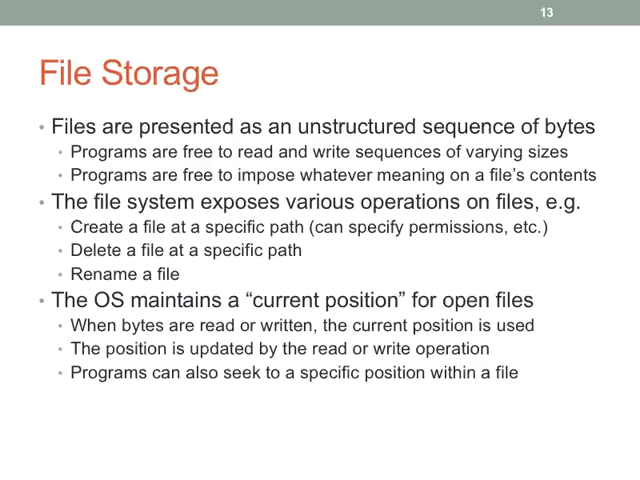 13
File Storage
• Files are presented as an unstructured sequence of bytes
• Programs are free to read and write sequences of varying sizes
• Programs are free to impose whatever meaning on a file’s contents
• The file system exposes various operations on files, e.g.
• Create a file at a specific path (can specify permissions, etc.)
• Delete a file at a specific path
• Rename a file
• The OS maintains a “current position” for open files
• When bytes are read or written, the current position is used
• The position is updated by the read or write operation
• Programs can also seek to a specific position within a file